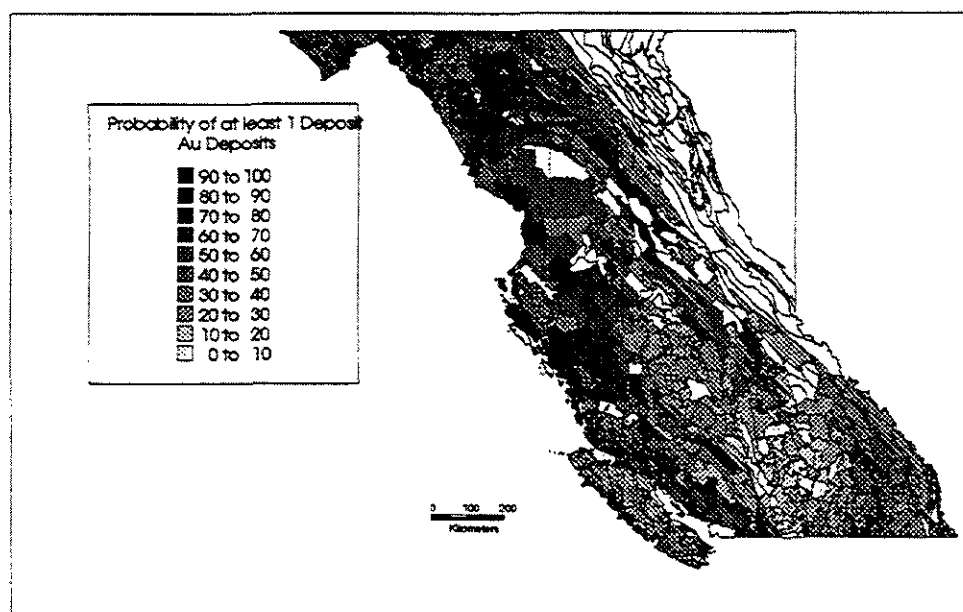 Probability of at least 1 Deposit
Au Deposits
90 to 100
80 to 90
70 to 80
60 to 70
50 to 60
40 to 50
30 to 40
20 to 30
10 to 20
0 to 10
0 100 200
Kilometers